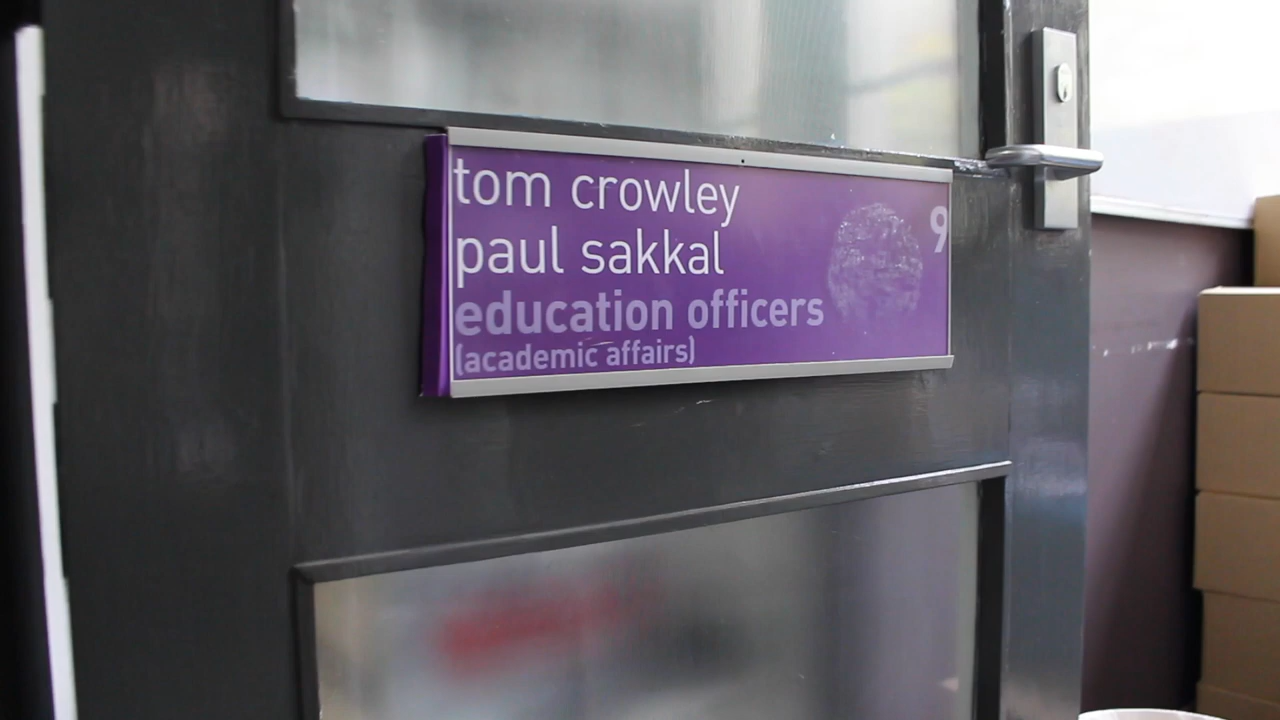 tom crowley
paul sakkal
education officers
(academic affairs)
9